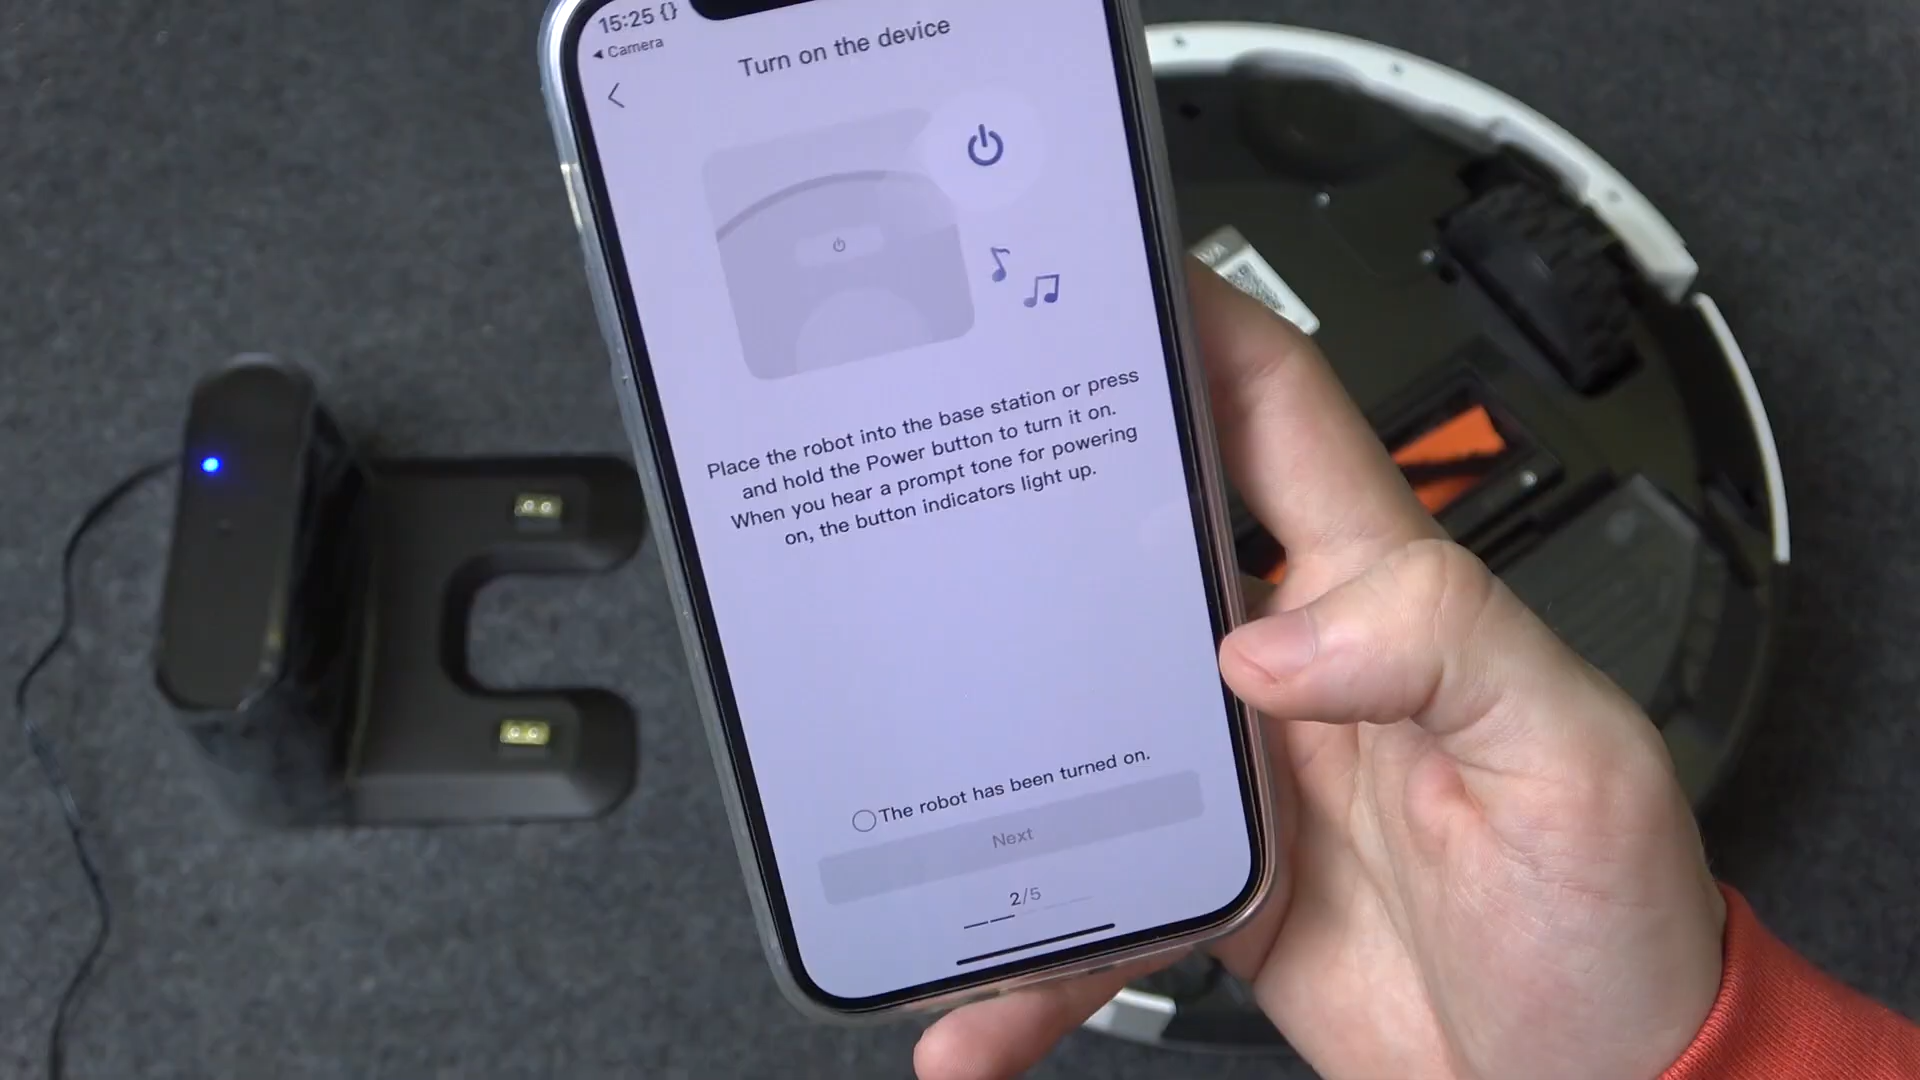 15:25
Camera
Turn on the device
Place the robot into the base station or press
and hold the Power button to turn it on.
When you hear a prompt tone for powering
on, the button indicators light up.
The robot has been turned on.
Next
2/5